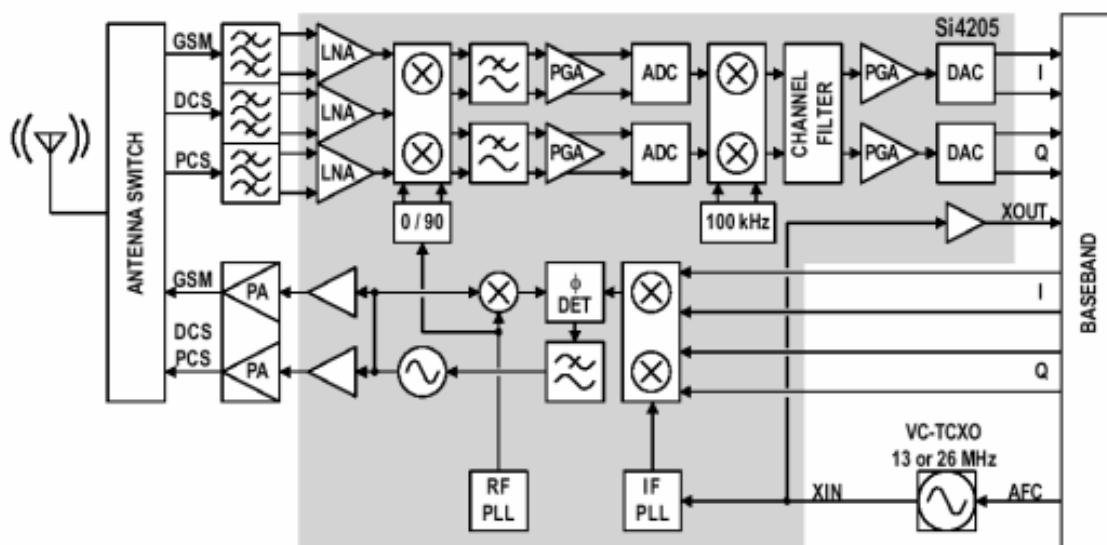 Si4205
GSM
LNA
PGA
ADC
PGA
DAC
I
DCS
LNA
CHANNEL
FILTER
PCS
LNA
PGA
ADC
PGA
DAC
Q
ANTENNA SWITCH
0 / 90
100 kHz
XOUT
BASEBAND
GSM
PA
ϕ
DET
I
DCS
PCS
PA
Q
VC-TCXO
13 or 26 MHz
RF
PLL
IF
PLL
XIN
AFC